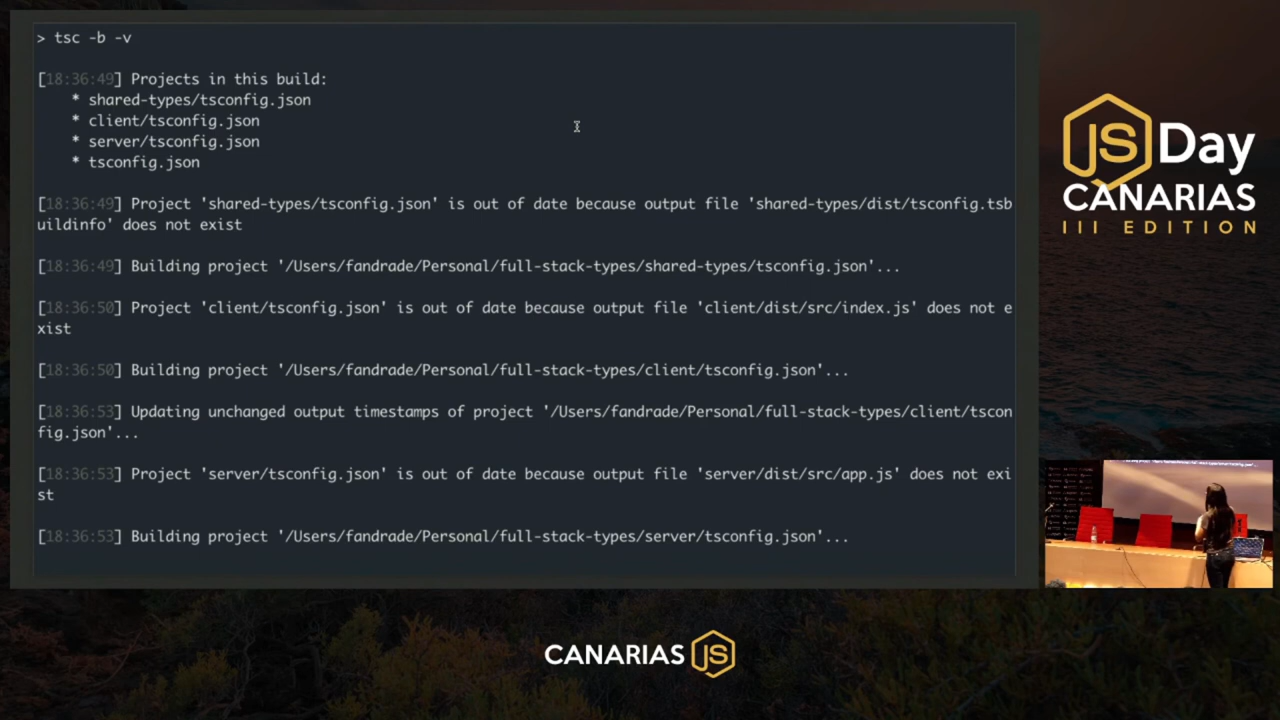 > tsc -b -v
[18:36:49] Projects in this build:
* shared-types/tsconfig.json
* client/tsconfig.json
* server/tsconfig.json
* tsconfig.json
[18:36:49] Project 'shared-types/tsconfig.json' is out of date because output file 'shared-types/dist/tsconfig.tsb
uildinfo' does not exist
[18:36:49] Building project '/Users/fandrade/Personal/full-stack-types/shared-types/tsconfig.json'...
[18:36:50] Project 'client/tsconfig.json' is out of date because output file 'client/dist/src/index.js' does not e
xist
[18:36:50] Building project '/Users/fandrade/Personal/full-stack-types/client/tsconfig.json'...
[18:36:53] Updating unchanged output timestamps of project '/Users/fandrade/Personal/full-stack-types/client/tscon
fig.json'...
[18:36:53] Project 'server/tsconfig.json' is out of date because output file 'server/dist/src/app.js' does not exi
st
[18:36:53] Building project '/Users/fandrade/Personal/full-stack-types/server/tsconfig.json'...
JS Day
CANARIAS
III EDITION
CANARIAS JS